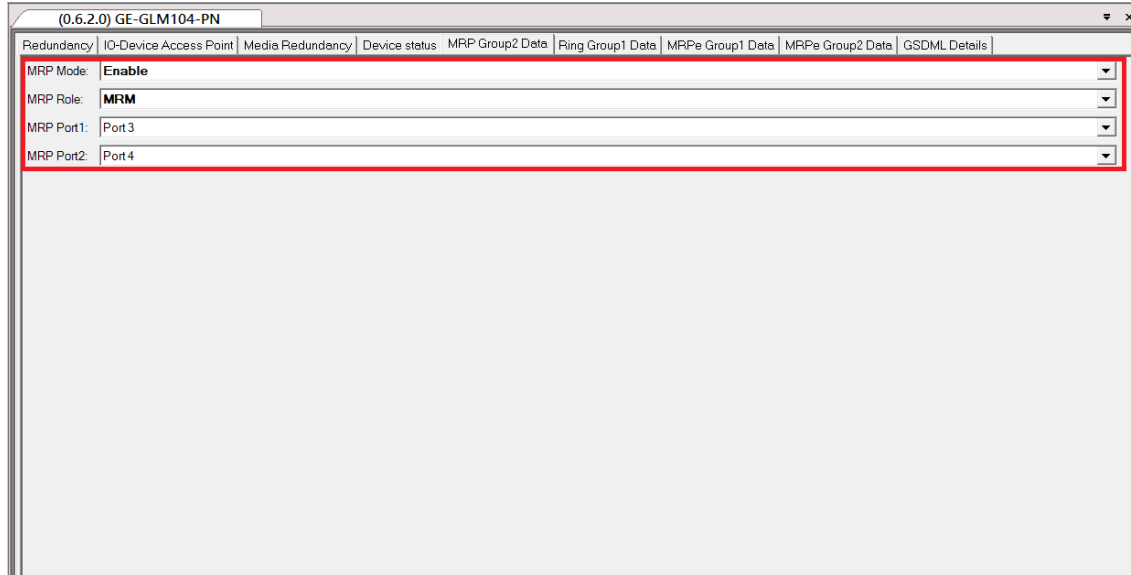 (0.6.2.0) GE-GLM104-PN
Redundancy IO-Device Access Point Media Redundancy Device status MRP Group2 Data Ring Group1 Data MRPe Group1 Data MRPe Group2 Data GSDML Details
MRP Mode: Enable
MRP Role: MRM
MRP Port1: Port 3
MRP Port2: Port 4